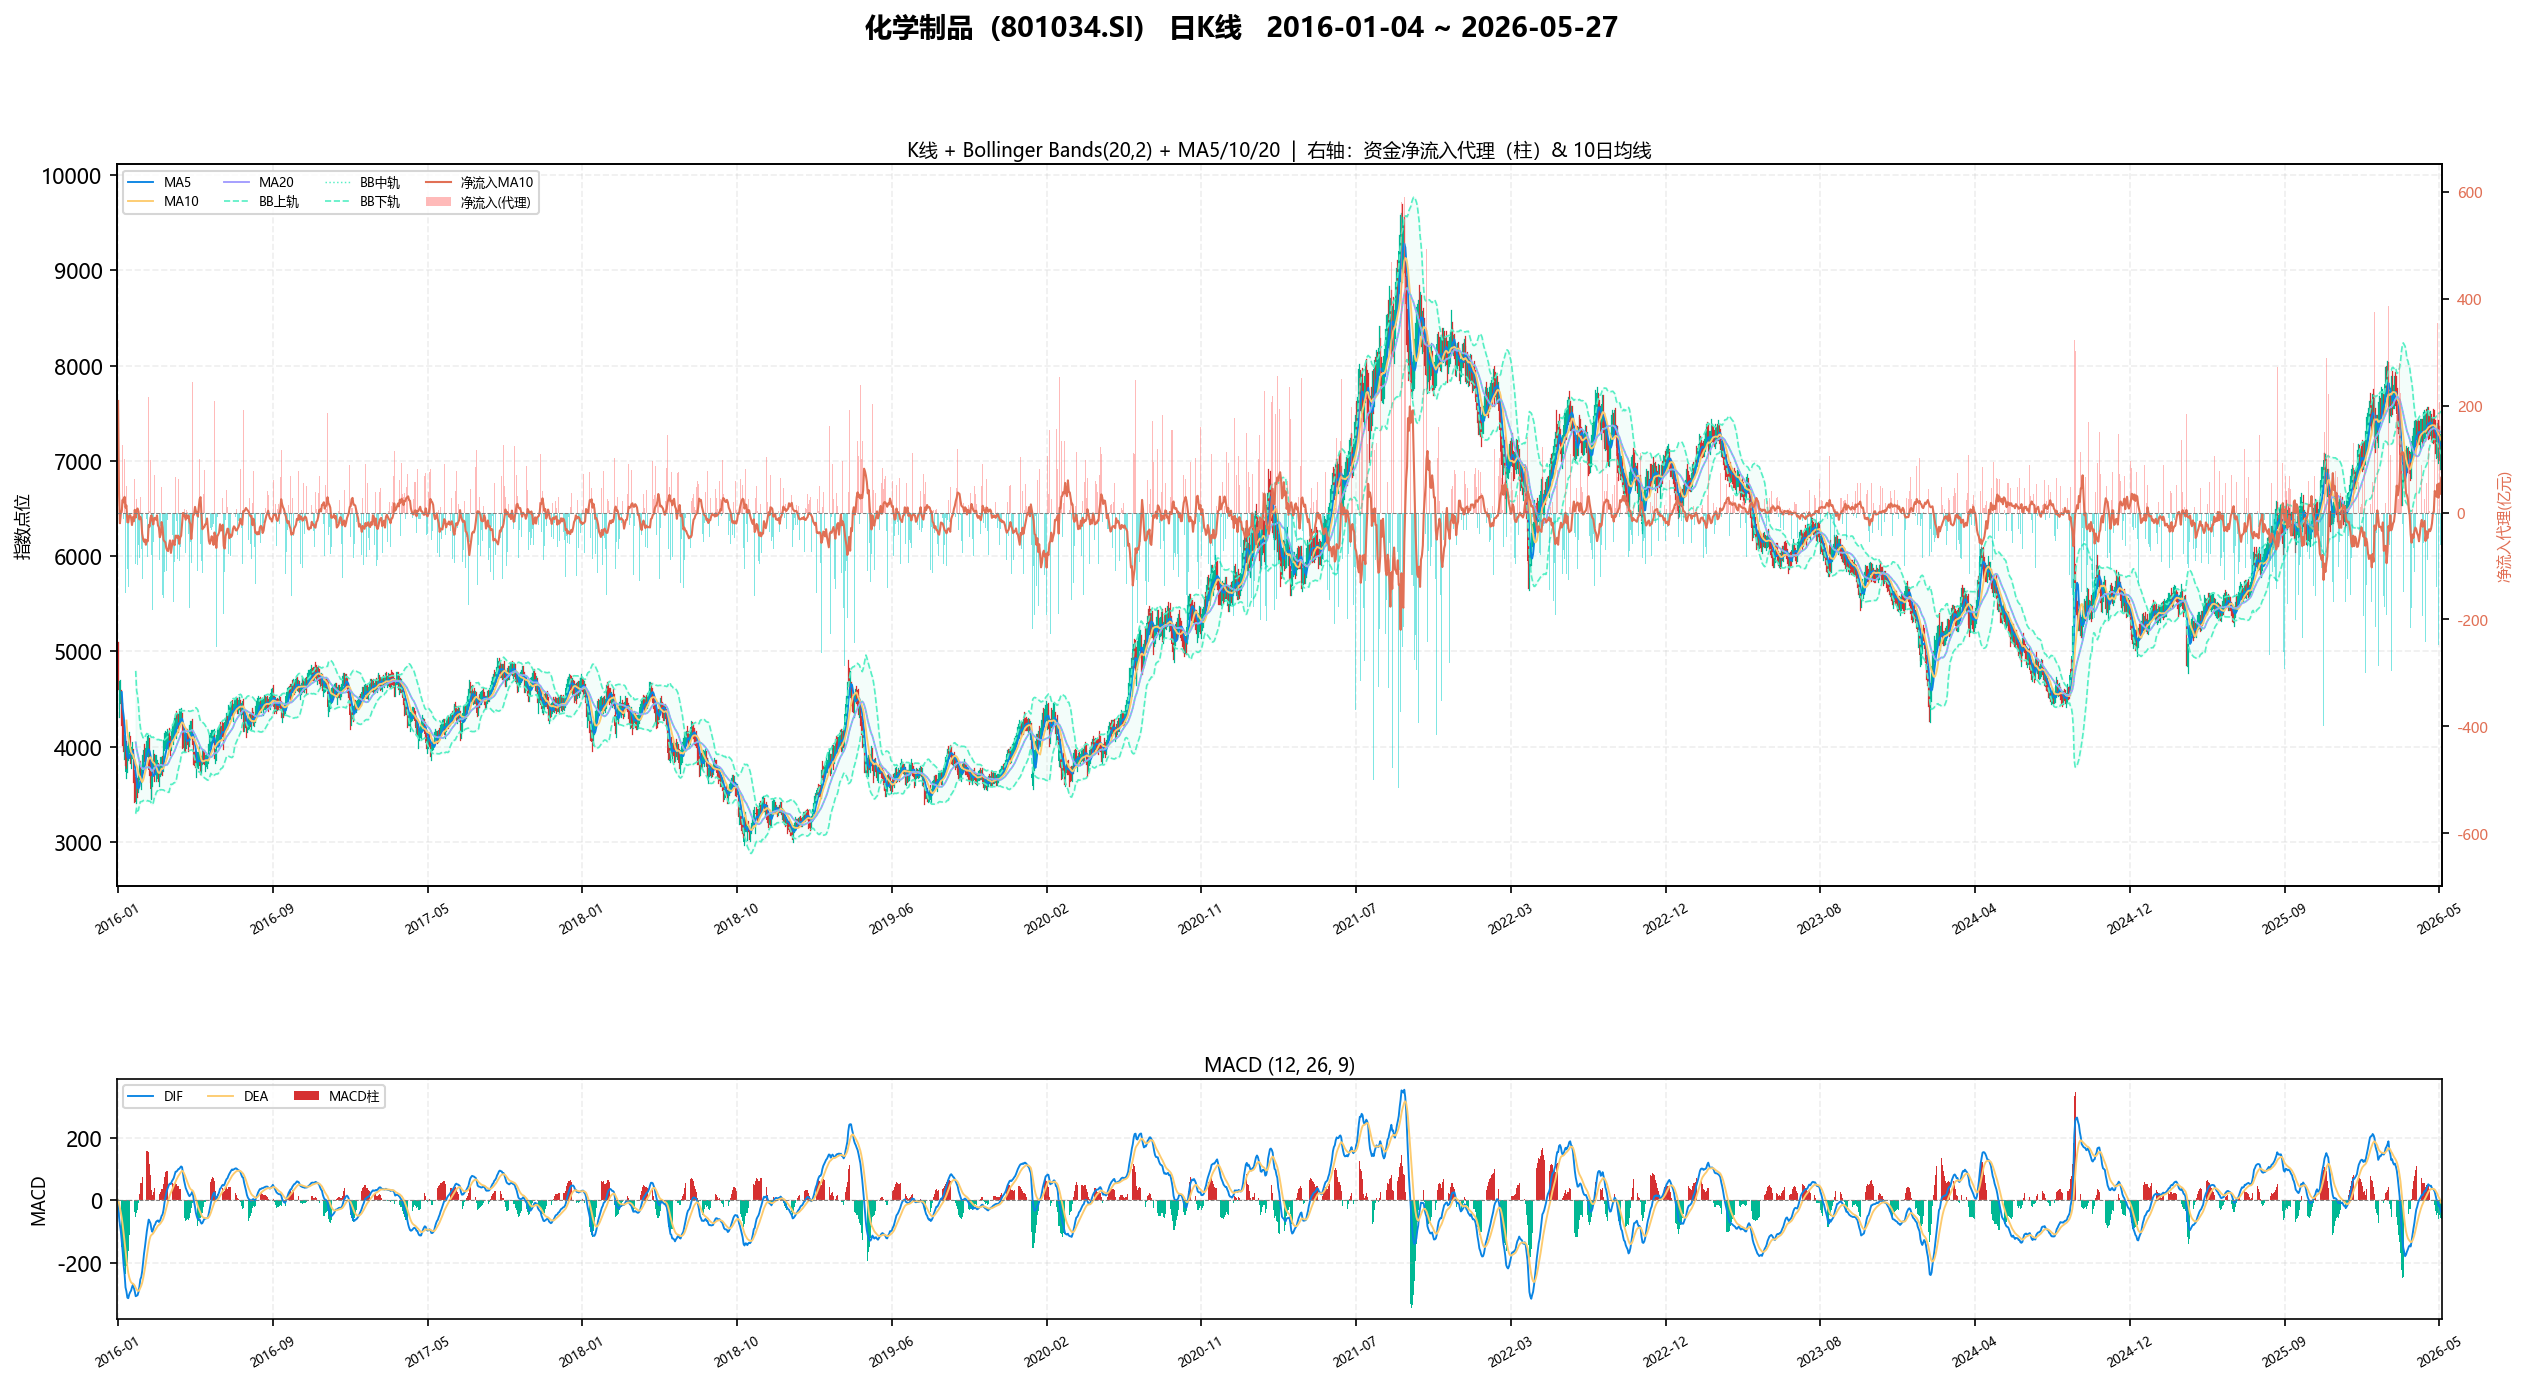 化学制品 (801034.SI) 日K线 2016-01-04 ~ 2026-05-27
K线 + Bollinger Bands(20,2) + MA5/10/20 | 右轴：资金净流入代理（柱）& 10日均线
MA5 MA20 BB中轨 净流入MA10
MA10 BB上轨 BB下轨 净流入(代理)
指数点位
10000
9000
8000
7000
6000
5000
4000
3000
600
400
200
0
-200
-400
-600
净流入代理(亿元)
2016-01 2016-09 2017-05 2018-01 2018-10 2019-06 2020-02 2020-11 2021-07 2022-03 2022-12 2023-08 2024-04 2024-12 2025-09 2026-05
MACD (12, 26, 9)
DIF DEA MACD柱
MACD
200
0
-200
2016-01 2016-09 2017-05 2018-01 2018-10 2019-06 2020-02 2020-11 2021-07 2022-03 2022-12 2023-08 2024-04 2024-12 2025-09 2026-05